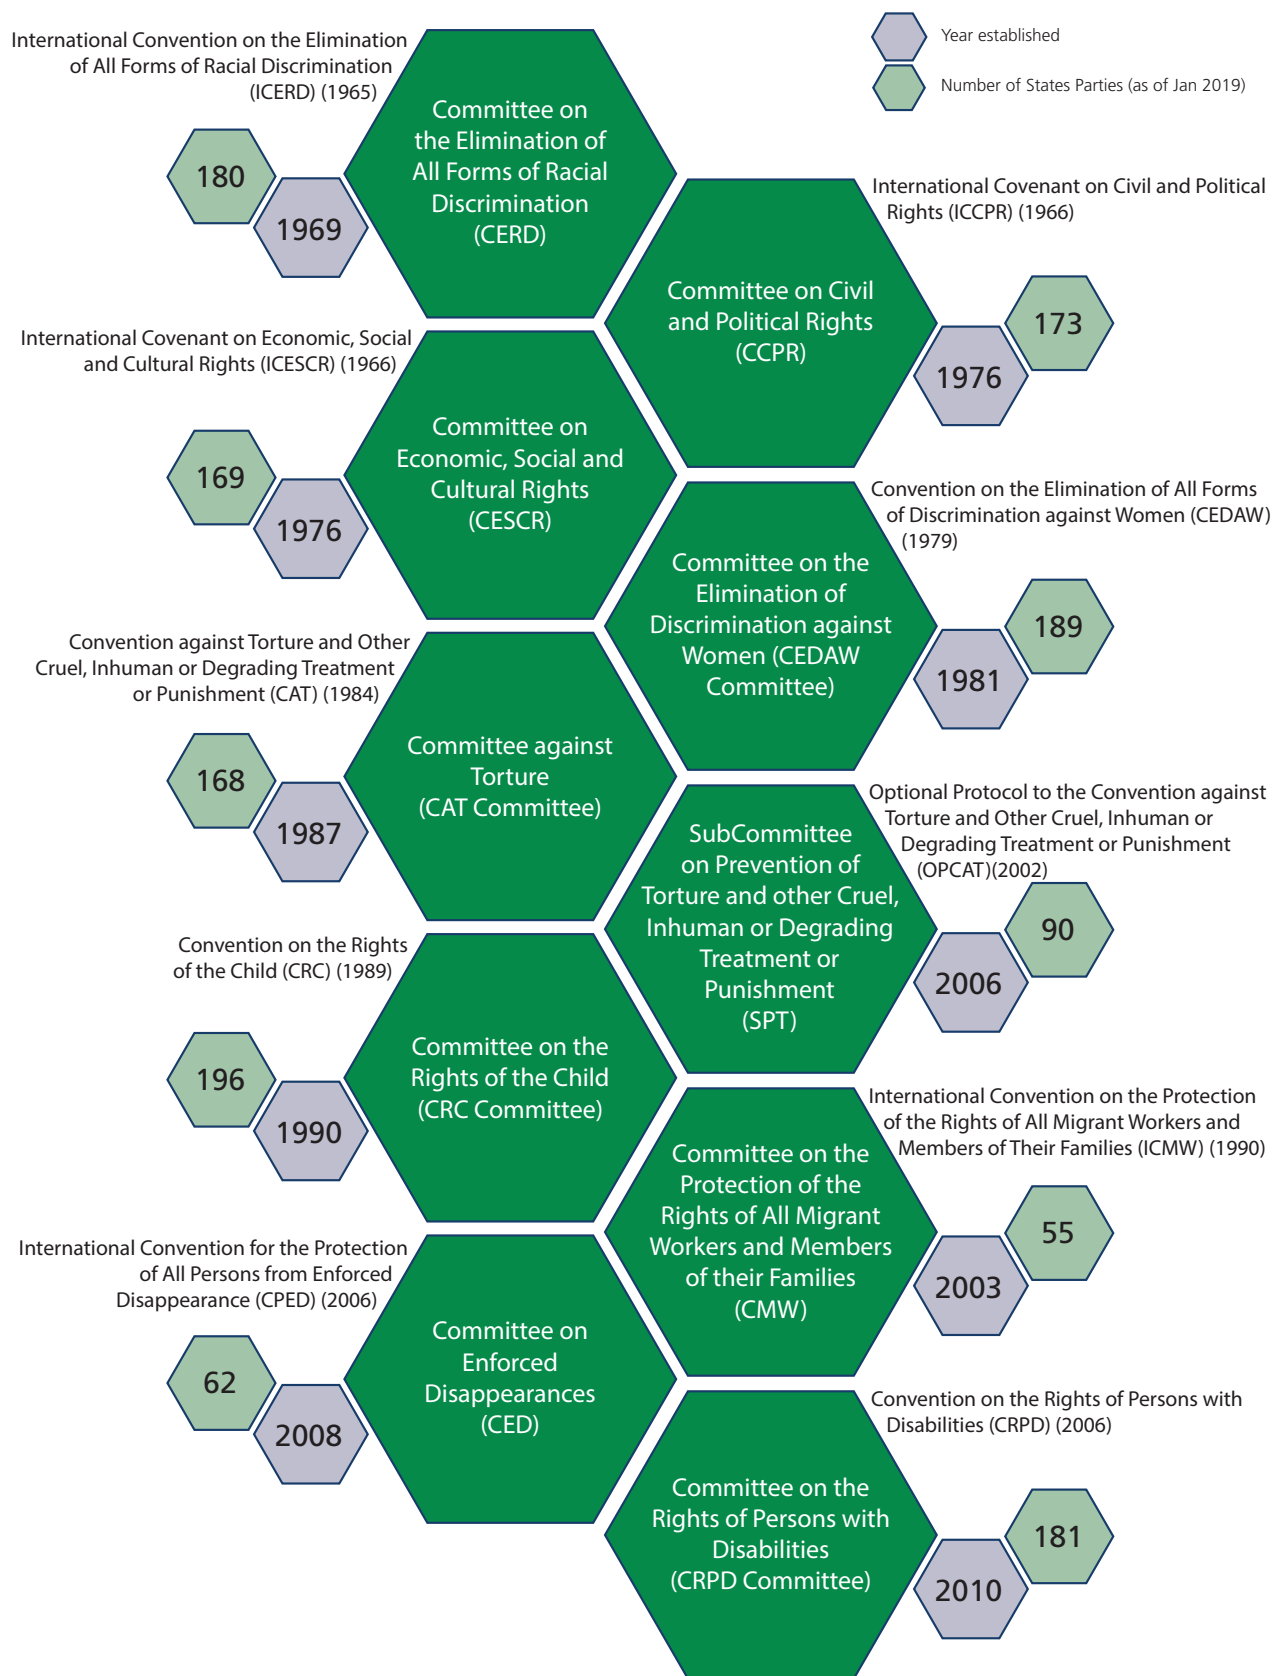 Year established
Number of States Parties (as of Jan 2019)
International Convention on the Elimination
of All Forms of Racial Discrimination
(ICERD) (1965)
180
1969
Committee on
the Elimination of
All Forms of Racial
Discrimination
(CERD)
International Covenant on Civil and Political
Rights (ICCPR) (1966)
Committee on Civil
and Political Rights
(CCPR)
173
1976
International Covenant on Economic, Social
and Cultural Rights (ICESCR) (1966)
169
1976
Committee on
Economic, Social and
Cultural Rights
(CESCR)
Convention on the Elimination of All Forms
of Discrimination against Women (CEDAW)
(1979)
Committee on the
Elimination of
Discrimination against
Women (CEDAW
Committee)
189
1981
Convention against Torture and Other
Cruel, Inhuman or Degrading Treatment
or Punishment (CAT) (1984)
168
1987
Committee against
Torture
(CAT Committee)
Optional Protocol to the Convention against
Torture and Other Cruel, Inhuman or
Degrading Treatment or Punishment
(OPCAT)(2002)
SubCommittee
on Prevention of
Torture and other Cruel,
Inhuman or Degrading
Treatment or
Punishment
(SPT)
90
2006
Convention on the Rights
of the Child (CRC) (1989)
196
1990
Committee on the
Rights of the Child
(CRC Committee)
International Convention on the Protection
of the Rights of All Migrant Workers and
Members of Their Families (ICMW) (1990)
Committee on the
Protection of the
Rights of All Migrant
Workers and Members
of their Families
(CMW)
55
2003
International Convention for the Protection
of All Persons from Enforced
Disappearance (CPED) (2006)
62
2008
Committee on
Enforced
Disappearances
(CED)
Convention on the Rights of Persons with
Disabilities (CRPD) (2006)
Committee on the
Rights of Persons with
Disabilities
(CRPD Committee)
181
2010